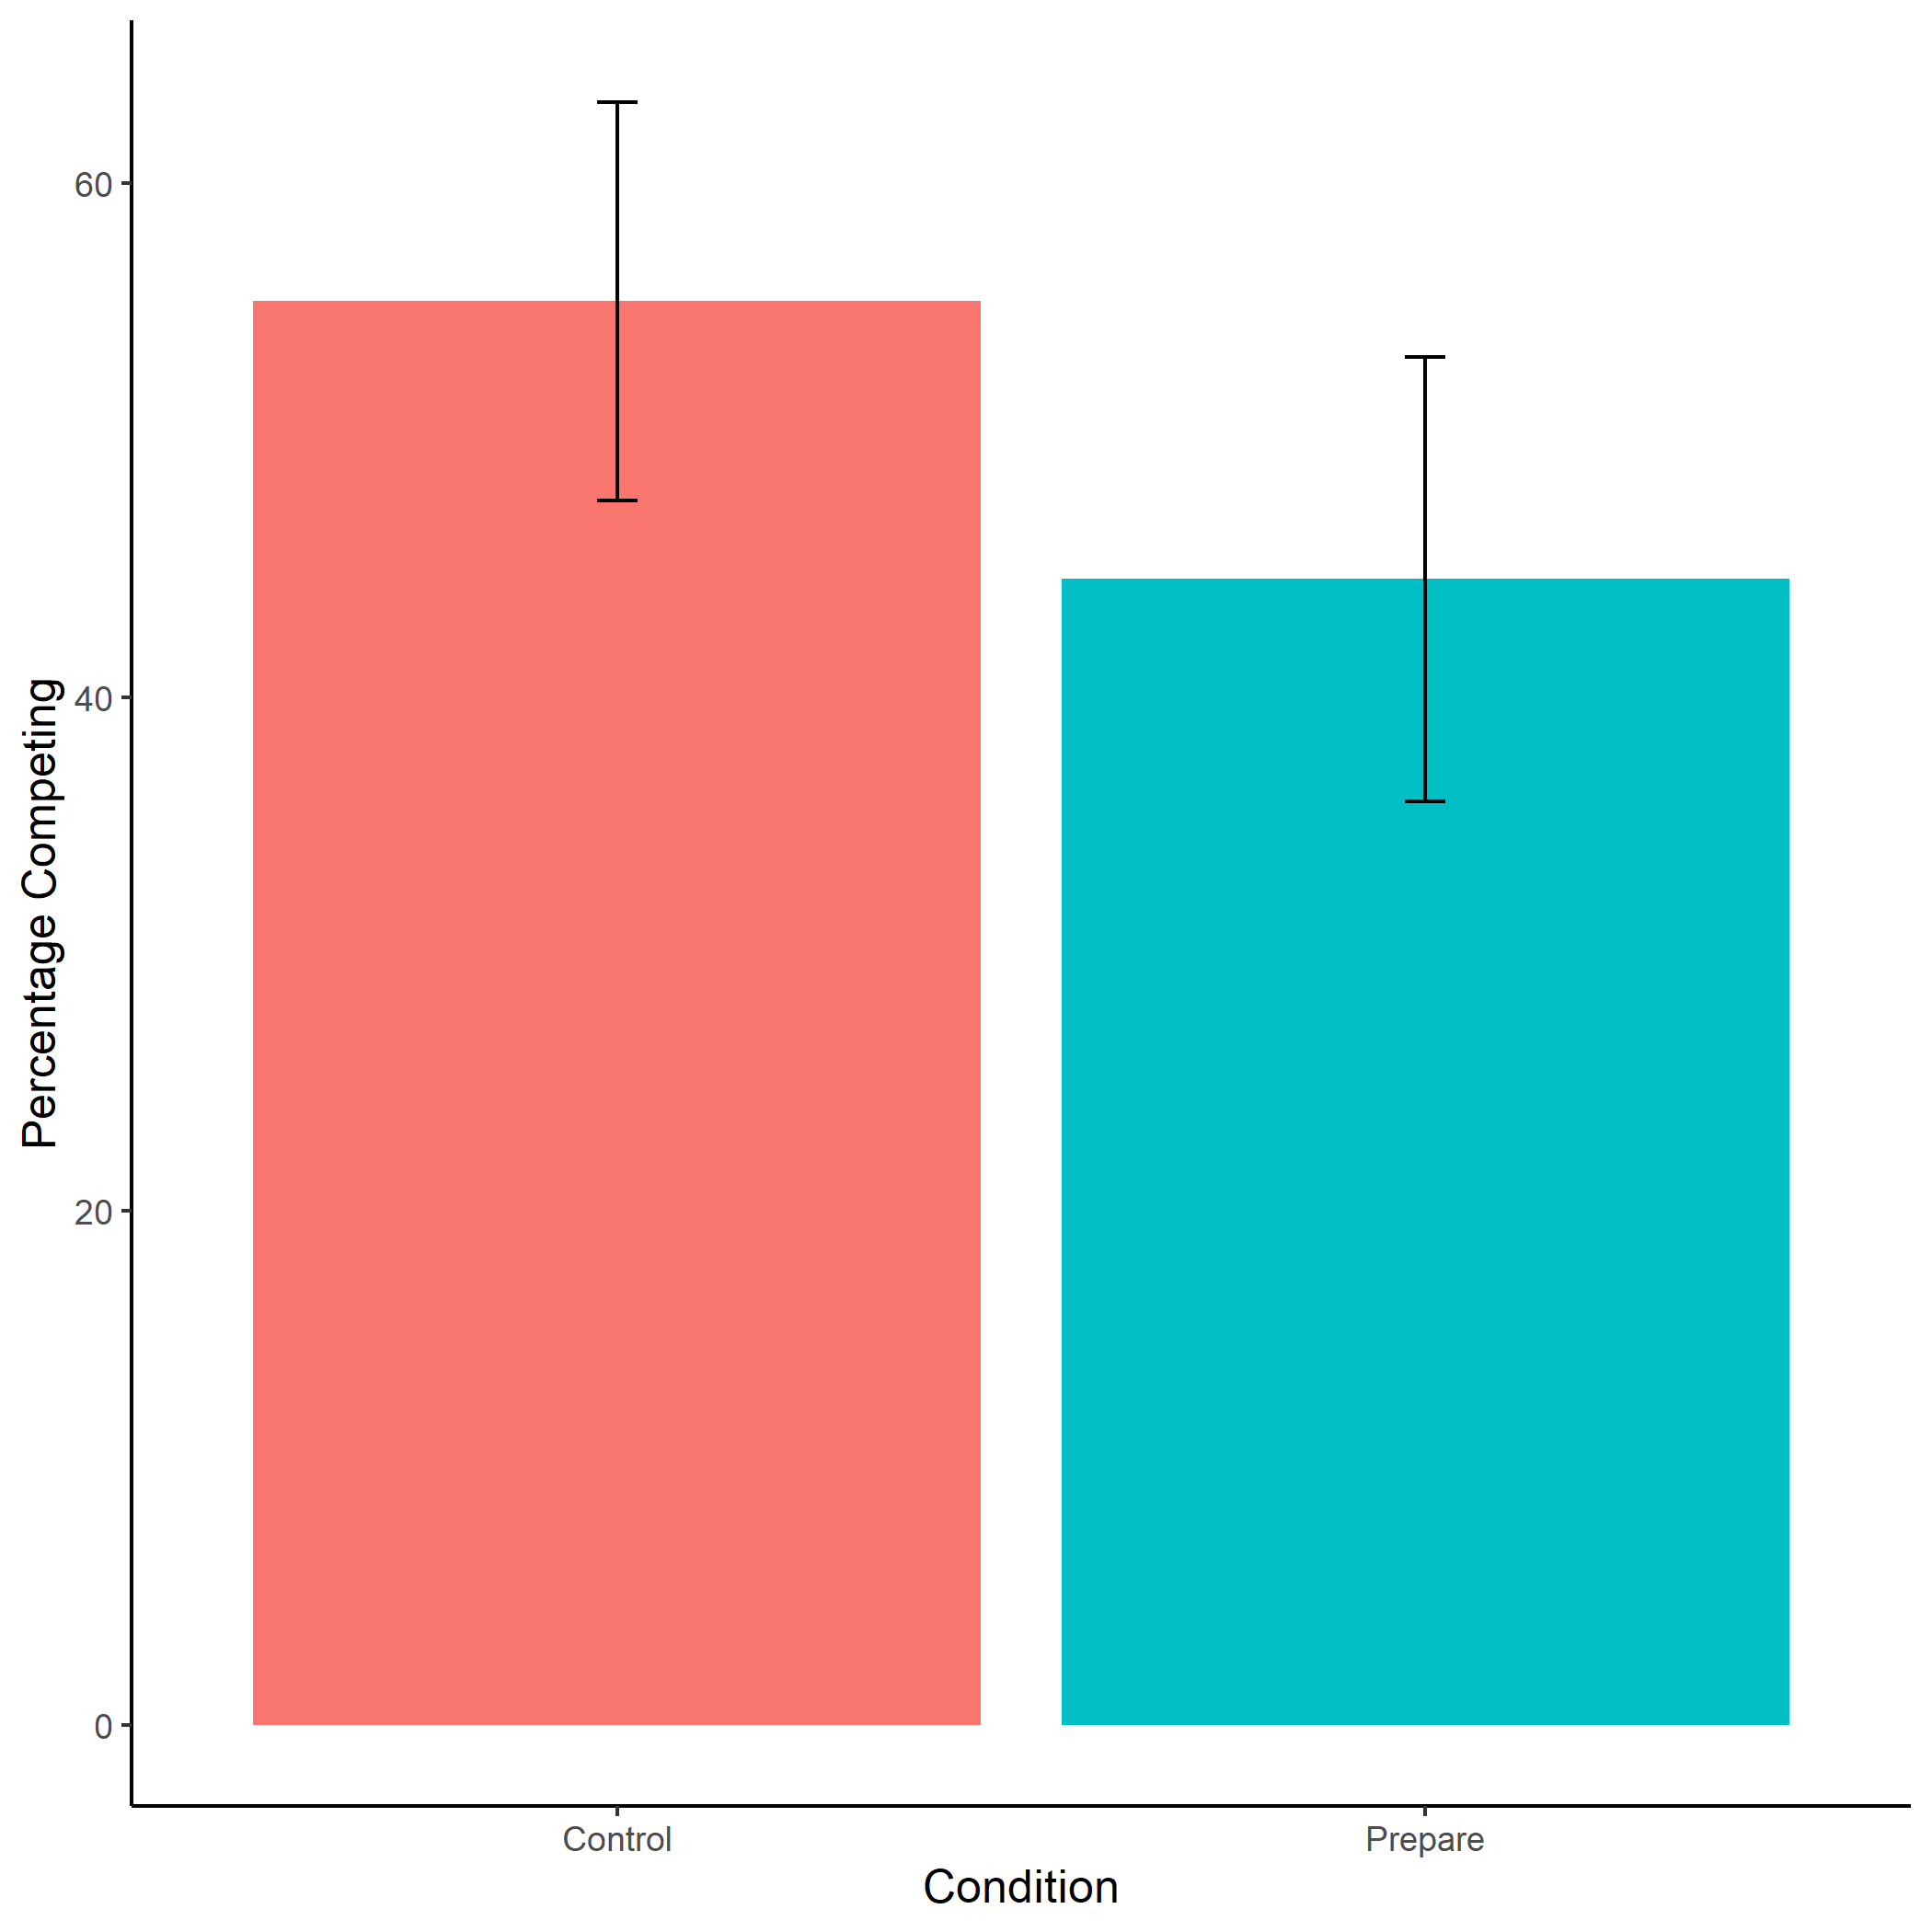 Percentage Competing
60
40
20
0
Control
Prepare
Condition